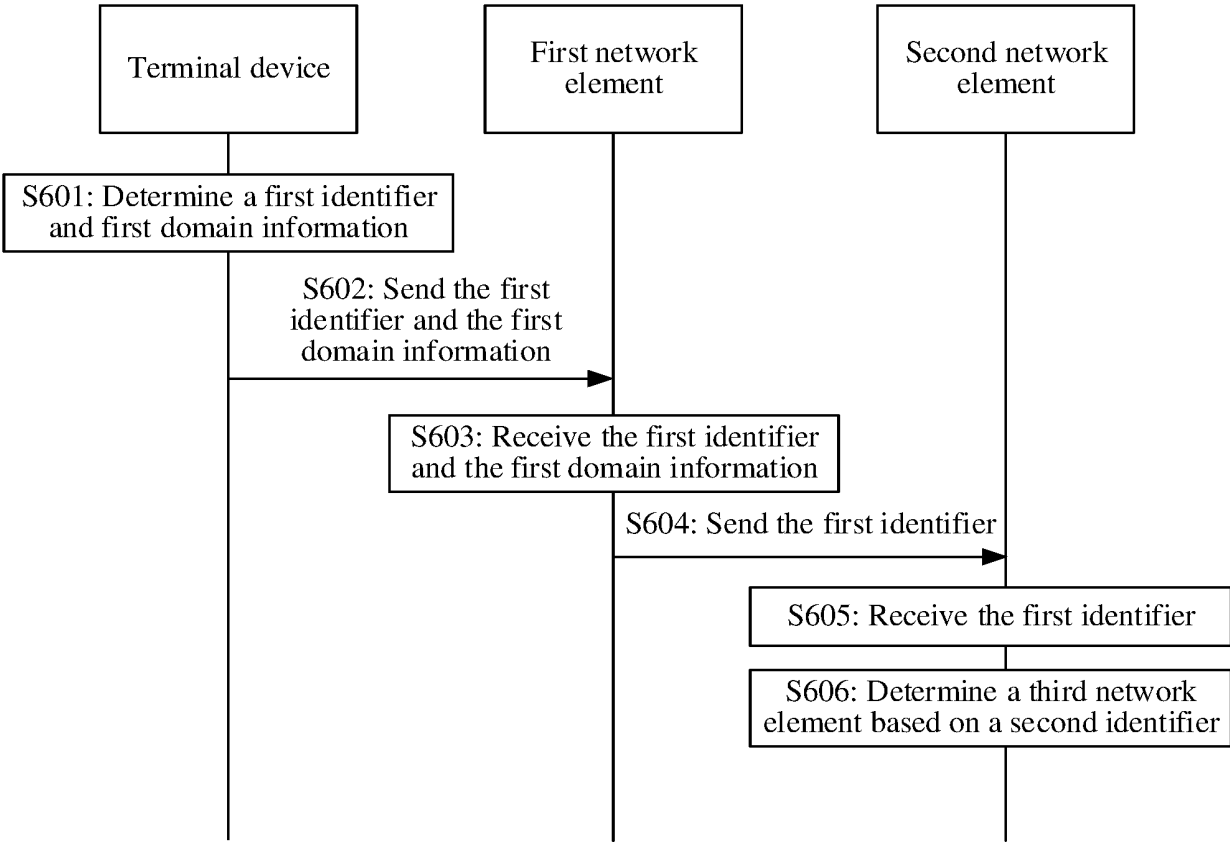 Terminal device
First network
element
Second network
element
S601: Determine a first identifier
and first domain information
S602: Send the first
identifier and the first
domain information
S603: Receive the first identifier
and the first domain information
S604: Send the first identifier
S605: Receive the first identifier
S606: Determine a third network
element based on a second identifier